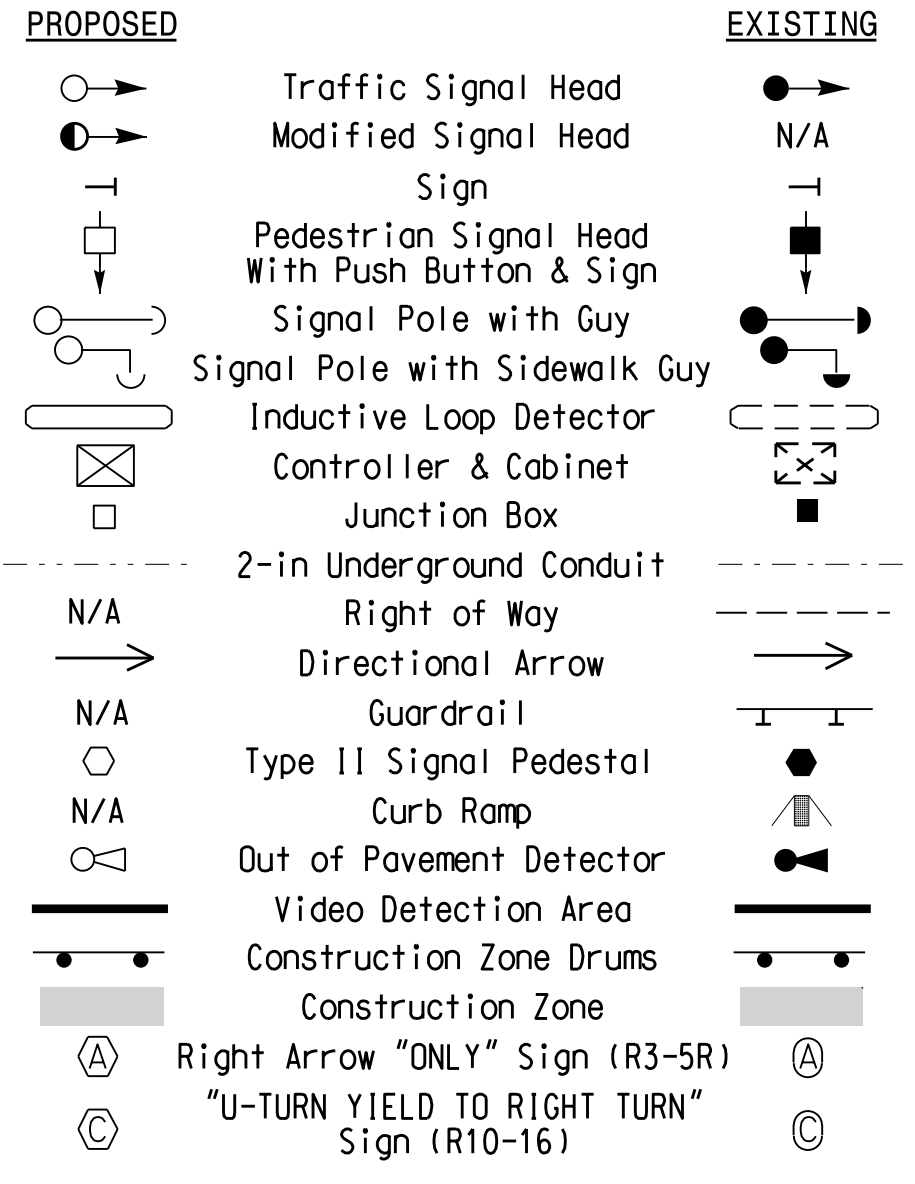 PROPOSED EXISTING
Traffic Signal Head
Modified Signal Head N/A
Sign
Pedestrian Signal Head
With Push Button & Sign
Signal Pole with Guy
Signal Pole with Sidewalk Guy
Inductive Loop Detector
Controller & Cabinet
Junction Box
2-in Underground Conduit
N/A Right of Way
Directional Arrow
N/A Guardrail
Type II Signal Pedestal
N/A Curb Ramp
Out of Pavement Detector
Video Detection Area
Construction Zone Drums
Construction Zone
A Right Arrow "ONLY" Sign (R3-5R) A
"U-TURN YIELD TO RIGHT TURN"
C Sign (R10-16) C